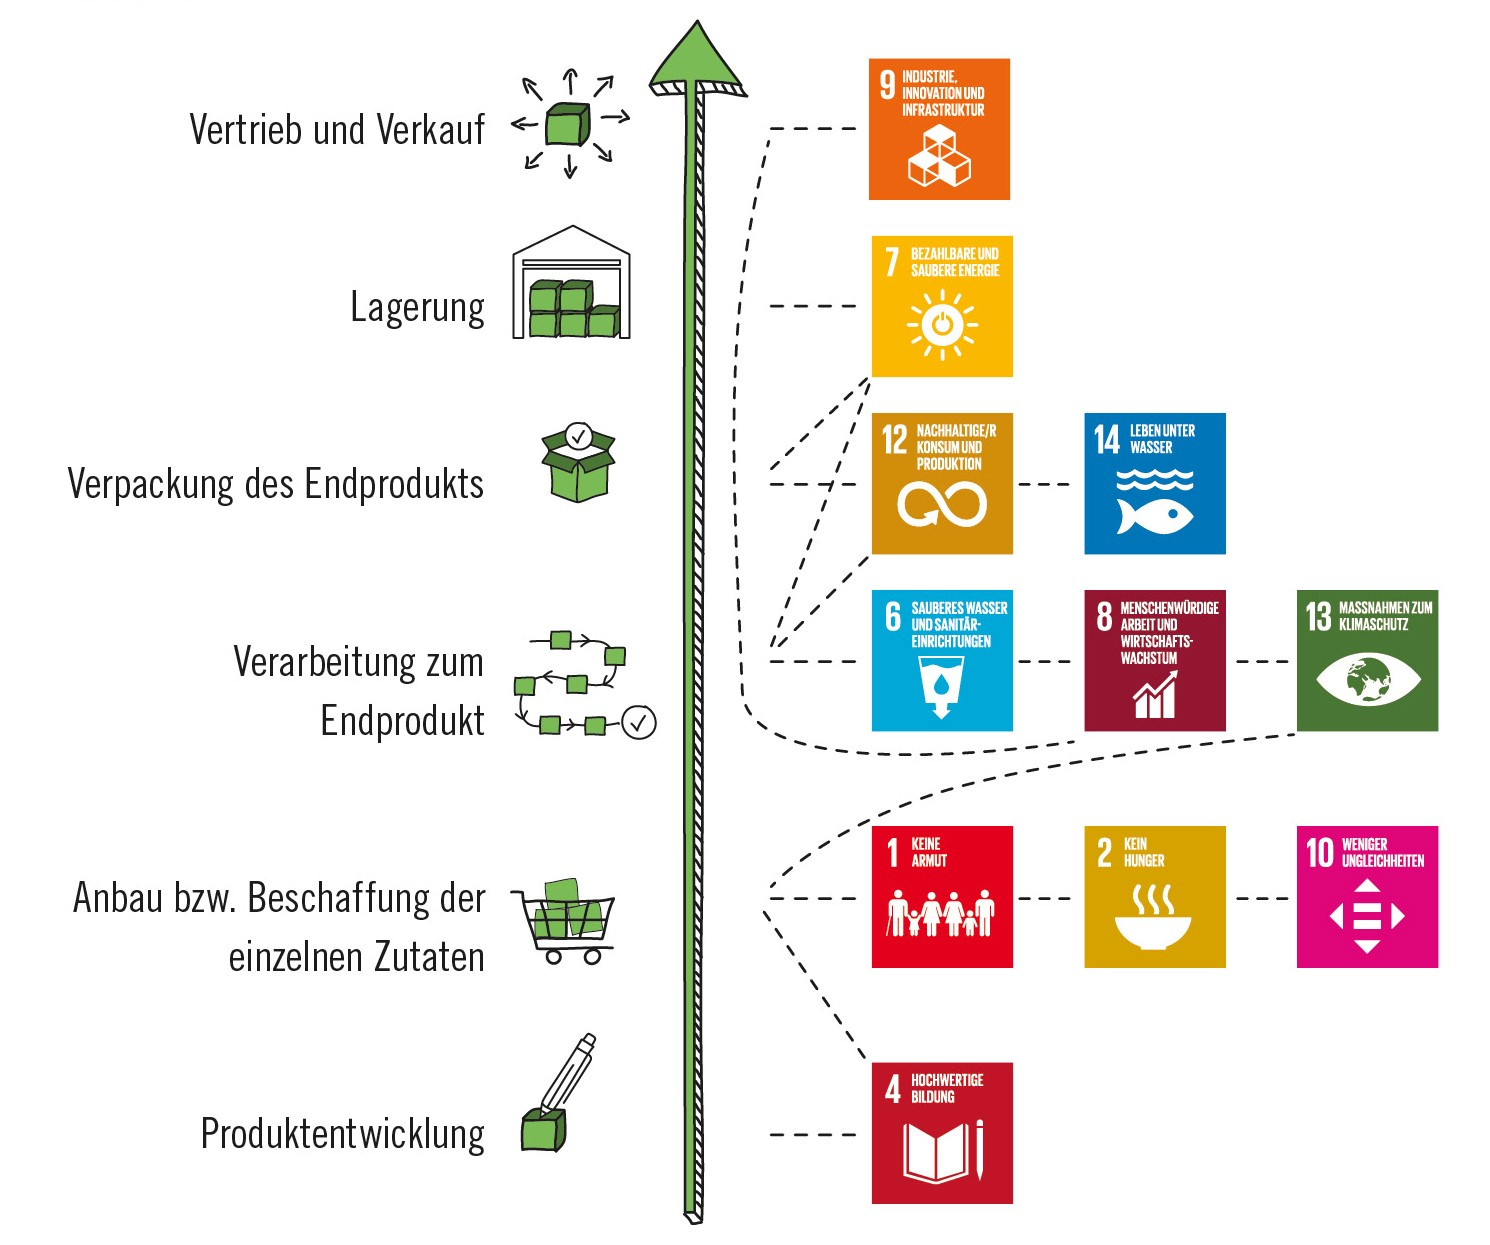 Vertrieb und Verkauf
9 INDUSTRIE,
INNOVATION UND
INFRASTRUKTUR
Lagerung
7 BEZAHLBARE UND
SAUBERE ENERGIE
Verpackung des Endprodukts
12 NACHHALTIGE/R
KONSUM UND
PRODUKTION
14 LEBEN UNTER
WASSER
Verarbeitung zum
Endprodukt
6 SAUBERES WASSER
UND SANITÄR-
EINRICHTUNGEN
8 MENSCHENWÜRDIGE
ARBEIT UND
WIRTSCHAFTS-
WACHSTUM
13 MASSNAHMEN ZUM
KLIMASCHUTZ
Anbau bzw. Beschaffung der
einzelnen Zutaten
1 KEINE
ARMUT
2 KEIN
HUNGER
10 WENIGER
UNGLEICHHEITEN
Produktentwicklung
4 HOCHWERTIGE
BILDUNG